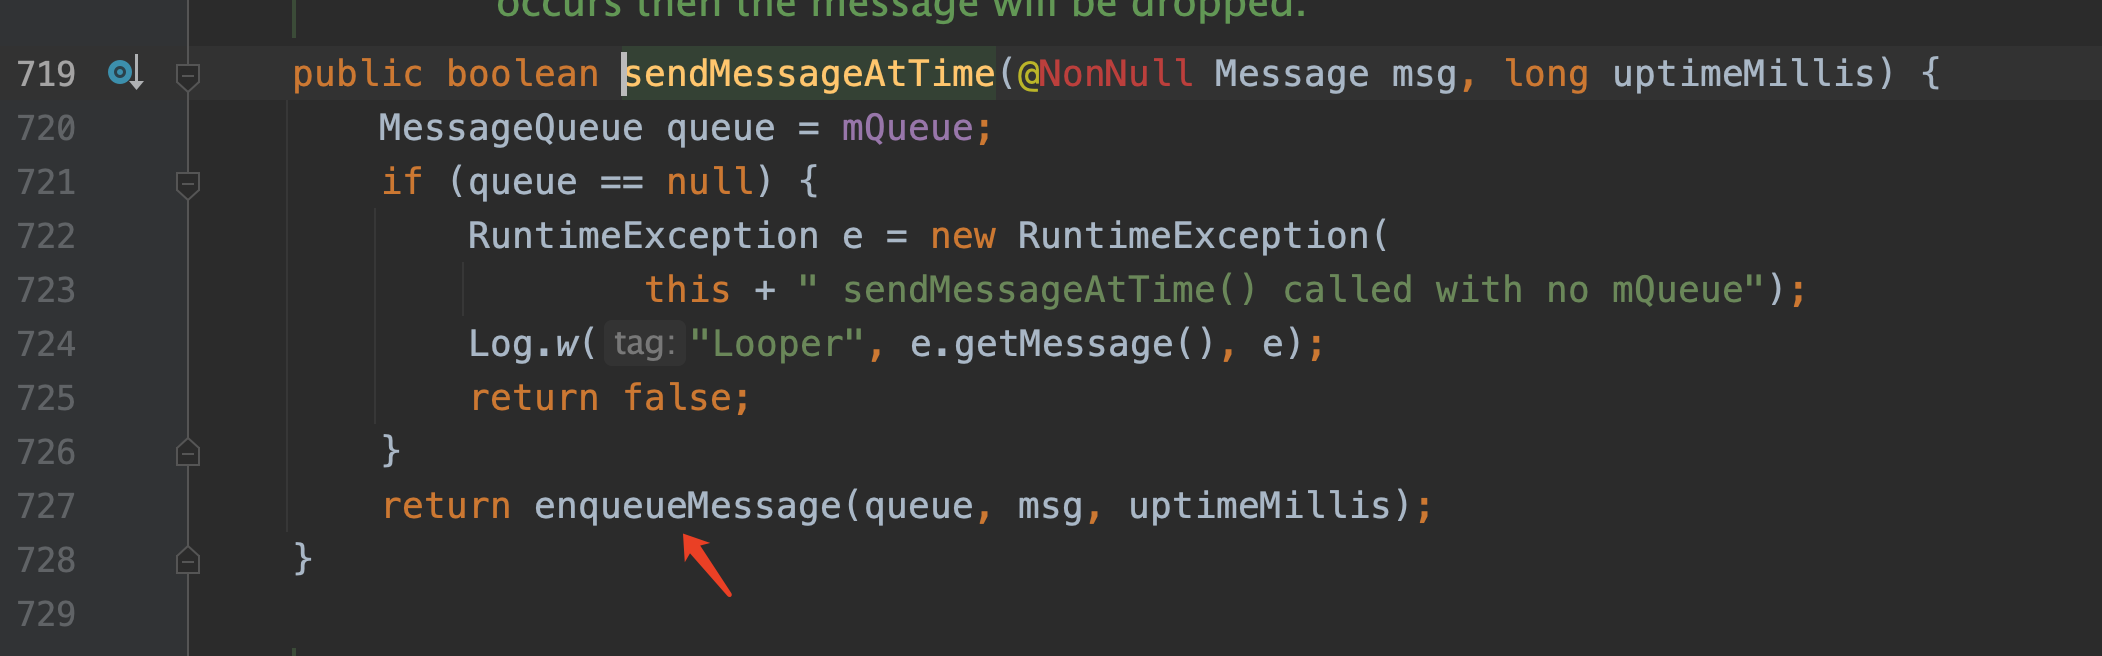 occurs then the message will be dropped.
719 public boolean sendMessageAtTime(@NonNull Message msg, long uptimeMillis) {
720 MessageQueue queue = mQueue;
721 if (queue == null) {
722 RuntimeException e = new RuntimeException(
723 this + " sendMessageAtTime() called with no mQueue");
724 Log.w( tag: "Looper", e.getMessage(), e);
725 return false;
726 }
727 return enqueueMessage(queue, msg, uptimeMillis);
728 }
729